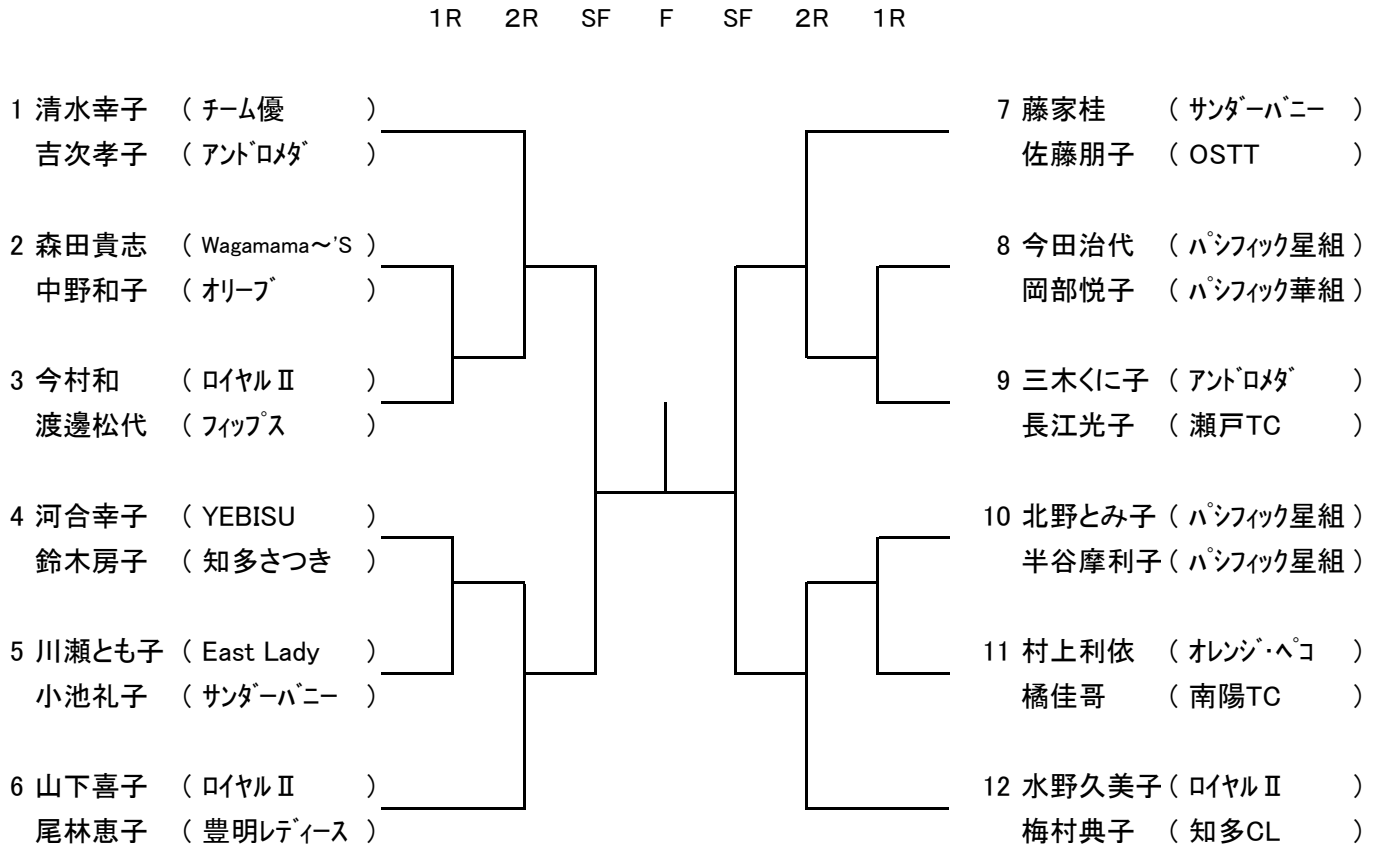 1R 2R SF F SF 2R 1R
1 清水幸子 ( ﾁｰﾑ優 )
吉次孝子 ( ｱﾝﾄﾞﾛﾒﾀﾞ )
2 森田貴志 ( Wagamama～'S )
中野和子 ( ｵﾘｰﾌﾞ )
3 今村和 ( ﾛｲﾔﾙⅡ )
渡邊松代 ( ﾌｨｯﾌﾟｽ )
4 河合幸子 ( YEBISU )
鈴木房子 ( 知多さつき )
5 川瀬とも子 ( East Lady )
小池礼子 ( ｻﾝﾀﾞｰﾊﾞﾆｰ )
6 山下喜子 ( ﾛｲﾔﾙⅡ )
尾林恵子 ( 豊明ﾚﾃﾞｨｰｽ )
7 藤家桂 ( ｻﾝﾀﾞｰﾊﾞﾆｰ )
佐藤朋子 ( OSTT )
8 今田治代 ( ﾊﾟｼﾌｨｯｸ星組 )
岡部悦子 ( ﾊﾟｼﾌｨｯｸ華組 )
9 三木くに子 ( ｱﾝﾄﾞﾛﾒﾀﾞ )
長江光子 ( 瀬戸TC )
10 北野とみ子 ( ﾊﾟｼﾌｨｯｸ星組 )
半谷摩利子 ( ﾊﾟｼﾌｨｯｸ星組 )
11 村上利依 ( ｵﾚﾝｼﾞ･ﾍﾟｺ )
橘佳哥 ( 南陽TC )
12 水野久美子 ( ﾛｲﾔﾙⅡ )
梅村典子 ( 知多CL )